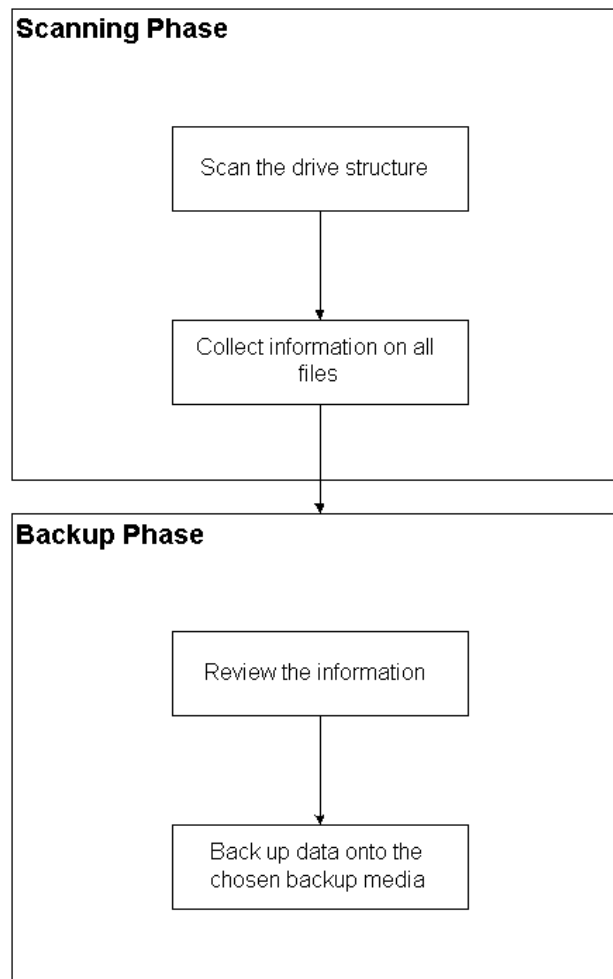 Scanning Phase
Scan the drive structure
Collect information on all
files
Backup Phase
Review the information
Back up data onto the
chosen backup media